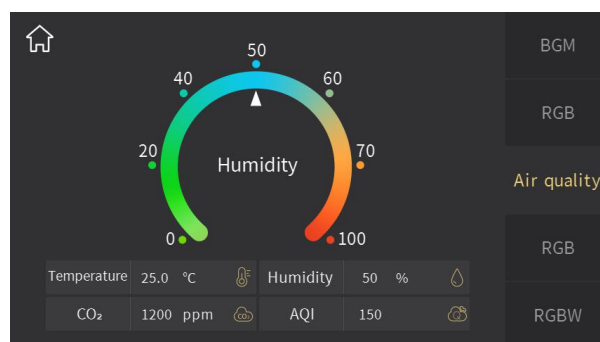 50
40
60
20
70
Humidity
0
100
Temperature 25.0 °C
Humidity 50 %
CO₂ 1200 ppm
AQI 150
BGM
RGB
Air quality
RGB
RGBW